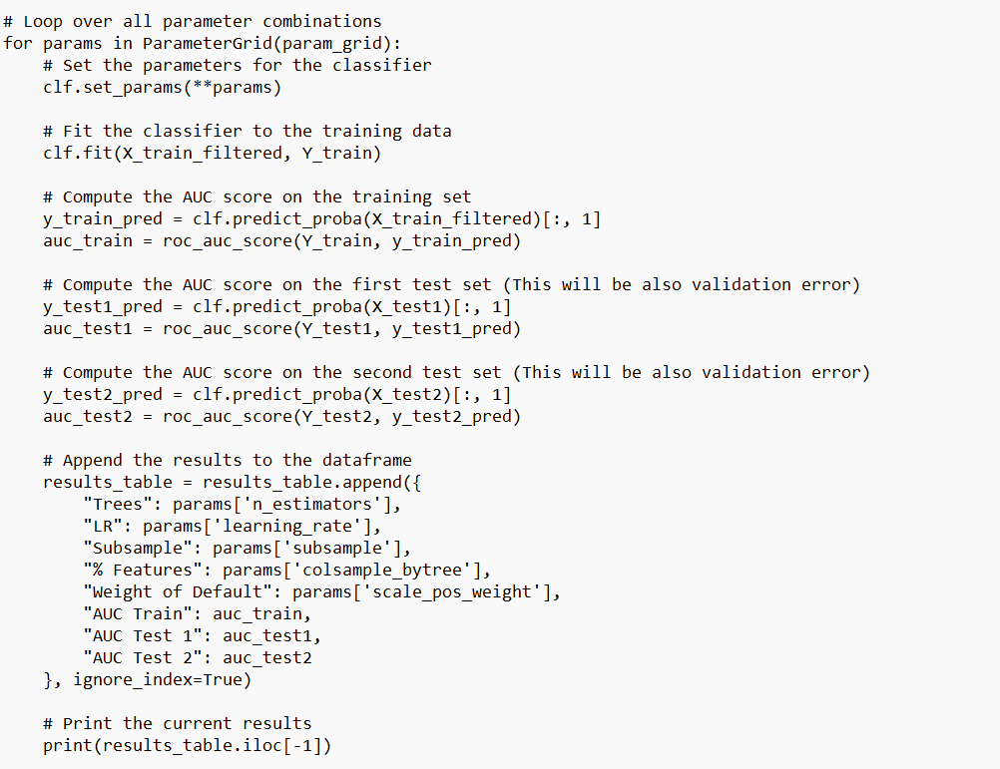 # Loop over all parameter combinations
for params in ParameterGrid(param_grid):
    # Set the parameters for the classifier
    clf.set_params(**params)

    # Fit the classifier to the training data
    clf.fit(X_train_filtered, Y_train)

    # Compute the AUC score on the training set
    y_train_pred = clf.predict_proba(X_train_filtered)[:, 1]
    auc_train = roc_auc_score(Y_train, y_train_pred)

    # Compute the AUC score on the first test set (This will be also validation error)
    y_test1_pred = clf.predict_proba(X_test1)[:, 1]
    auc_test1 = roc_auc_score(Y_test1, y_test1_pred)

    # Compute the AUC score on the second test set (This will be also validation error)
    y_test2_pred = clf.predict_proba(X_test2)[:, 1]
    auc_test2 = roc_auc_score(Y_test2, y_test2_pred)

    # Append the results to the dataframe
    results_table = results_table.append({
        "Trees": params['n_estimators'],
        "LR": params['learning_rate'],
        "Subsample": params['subsample'],
        "% Features": params['colsample_bytree'],
        "Weight of Default": params['scale_pos_weight'],
        "AUC Train": auc_train,
        "AUC Test 1": auc_test1,
        "AUC Test 2": auc_test2
    }, ignore_index=True)

    # Print the current results
    print(results_table.iloc[-1])